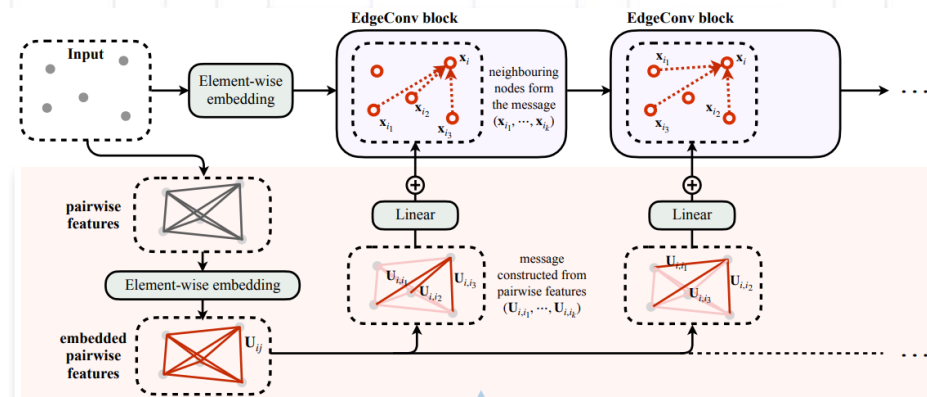 EdgeConv block
EdgeConv block
Input
Element-wise
embedding
x_i
x_{i_1}
x_{i_2}
x_{i_3}
neighbouring
nodes form
the message
(x_{i_1}, ⋯, x_{i_k})
x_{i_1}
x_i
x_{i_2}
x_{i_3}
. . .
pairwise
features
Linear
Linear
Element-wise embedding
U_{i,i_1}
U_{i,i_2}
U_{i,i_3}
message
constructed from
pairwise features
(U_{i,i_1}, ⋯, U_{i,i_k})
U_{i,i_1}
U_{i,i_2}
U_{i,i_3}
embedded
pairwise
features
U_{ij}
. . .